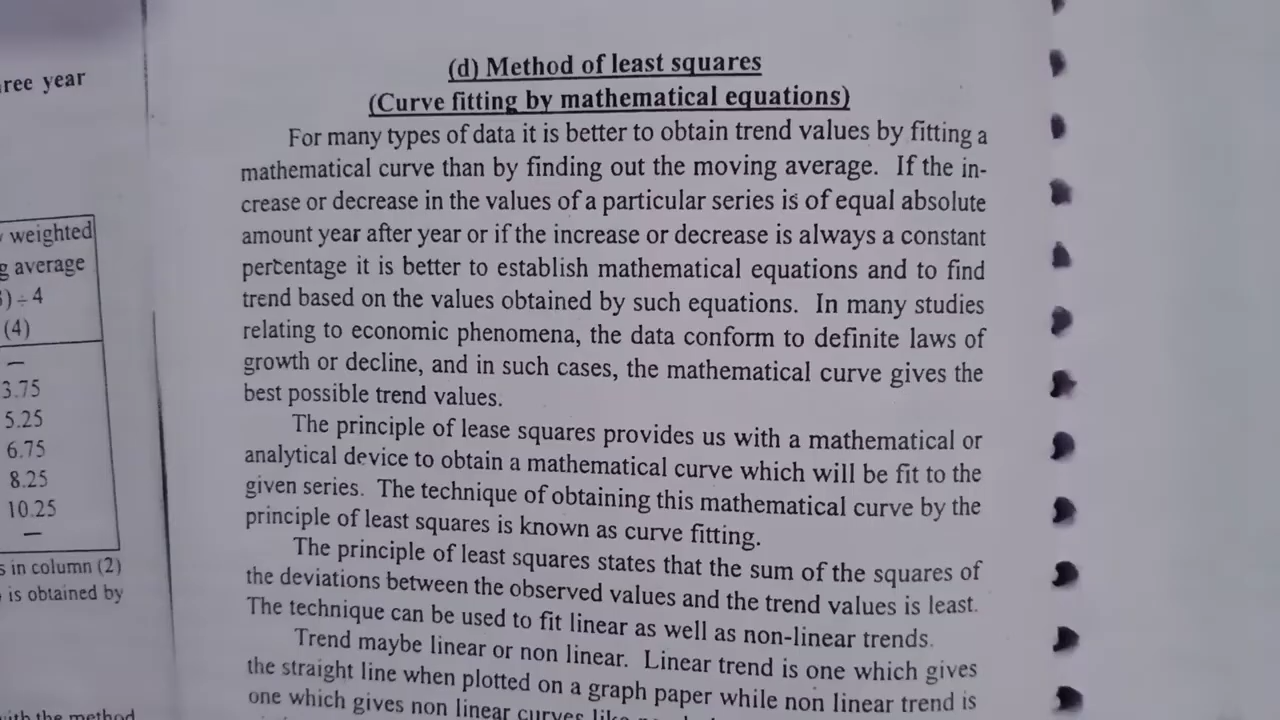 ree year
weighted
g average
) ÷ 4
(4)
—
3.75
5.25
6.75
8.25
10.25
—
s in column (2)
is obtained by
with the method
(d) Method of least squares
(Curve fitting by mathematical equations)
For many types of data it is better to obtain trend values by fitting a
mathematical curve than by finding out the moving average. If the in-
crease or decrease in the values of a particular series is of equal absolute
amount year after year or if the increase or decrease is always a constant
percentage it is better to establish mathematical equations and to find
trend based on the values obtained by such equations. In many studies
relating to economic phenomena, the data conform to definite laws of
growth or decline, and in such cases, the mathematical curve gives the
best possible trend values.
The principle of lease squares provides us with a mathematical or
analytical device to obtain a mathematical curve which will be fit to the
given series. The technique of obtaining this mathematical curve by the
principle of least squares is known as curve fitting.
The principle of least squares states that the sum of the squares of
the deviations between the observed values and the trend values is least.
The technique can be used to fit linear as well as non-linear trends.
Trend maybe linear or non linear. Linear trend is one which gives
the straight line when plotted on a graph paper while non linear trend is
one which gives non linear curves like